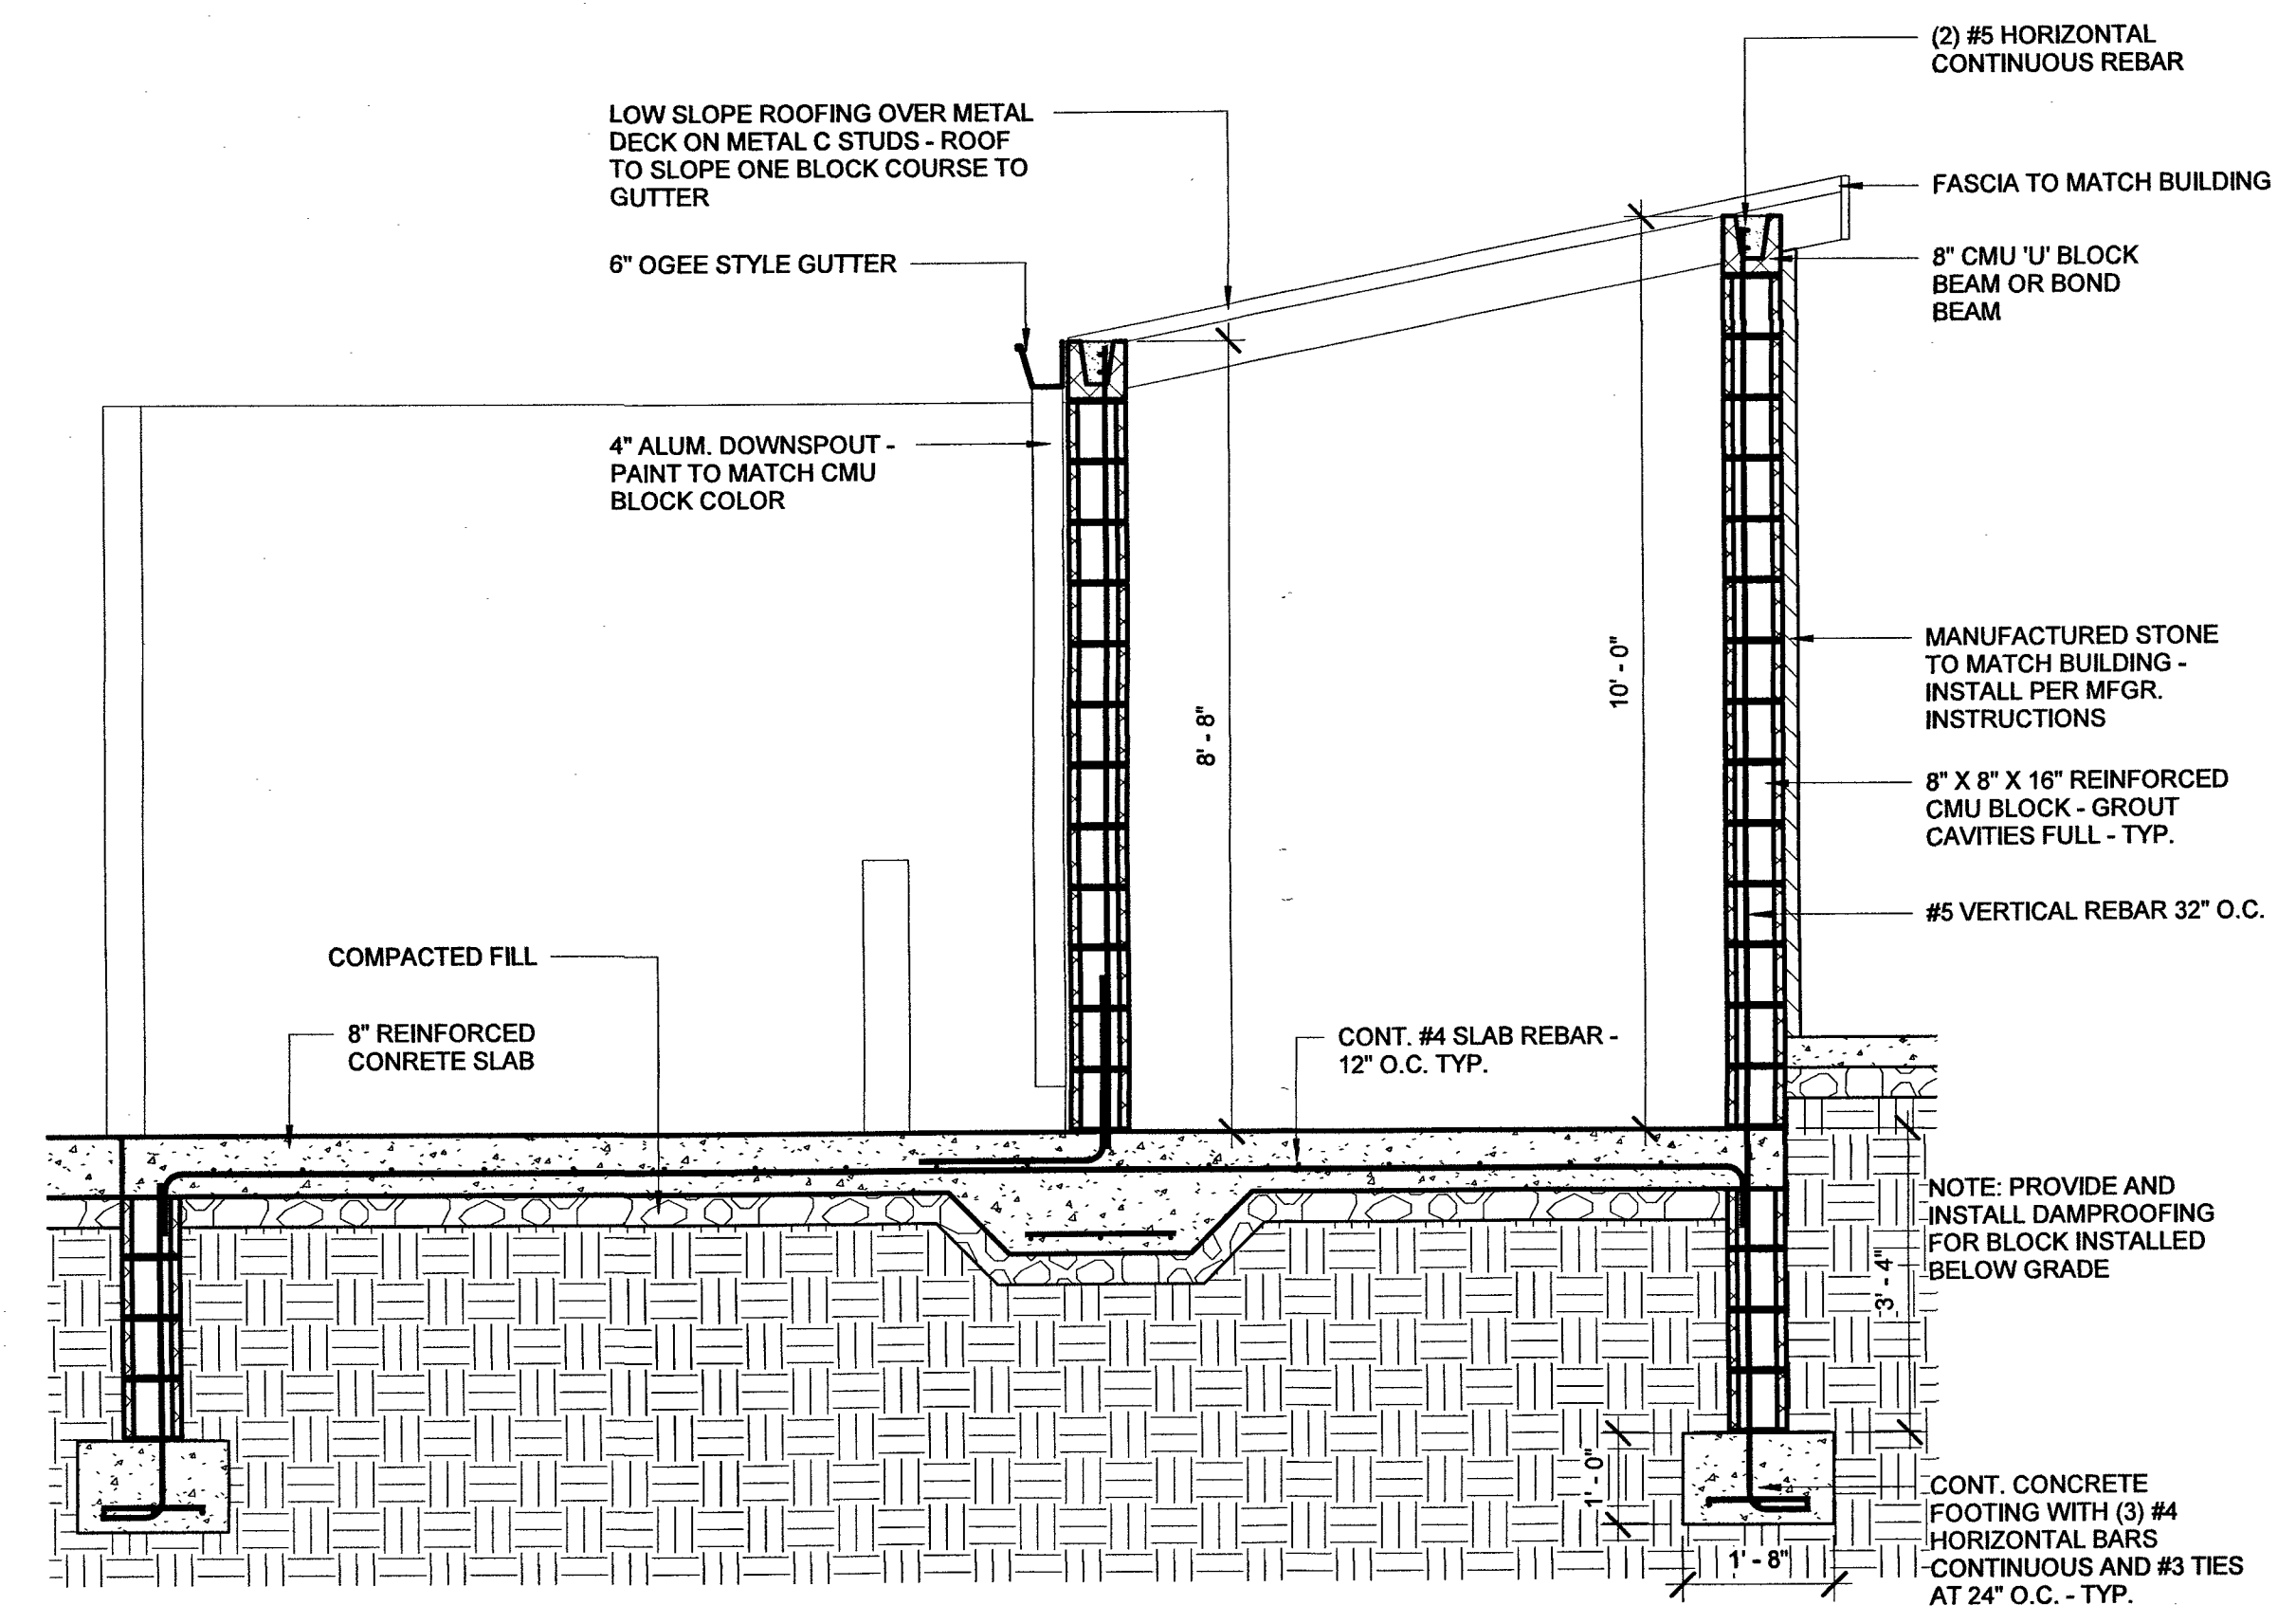 (2) #5 HORIZONTAL
CONTINUOUS REBAR
LOW SLOPE ROOFING OVER METAL
DECK ON METAL C STUDS - ROOF
TO SLOPE ONE BLOCK COURSE TO
GUTTER
FASCIA TO MATCH BUILDING
6" OGEE STYLE GUTTER
8" CMU 'U' BLOCK
BEAM OR BOND
BEAM
4" ALUM. DOWNSPOUT -
PAINT TO MATCH CMU
BLOCK COLOR
10' - 0"
8' - 8"
MANUFACTURED STONE
TO MATCH BUILDING -
INSTALL PER MFGR.
INSTRUCTIONS
8" X 8" X 16" REINFORCED
CMU BLOCK - GROUT
CAVITIES FULL - TYP.
#5 VERTICAL REBAR 32" O.C.
COMPACTED FILL
8" REINFORCED
CONRETE SLAB
CONT. #4 SLAB REBAR -
12" O.C. TYP.
NOTE: PROVIDE AND
INSTALL DAMPROOFING
FOR BLOCK INSTALLED
BELOW GRADE
3' - 4"
1' - 0"
1' - 8"
CONT. CONCRETE
FOOTING WITH (3) #4
HORIZONTAL BARS
CONTINUOUS AND #3 TIES
AT 24" O.C. - TYP.